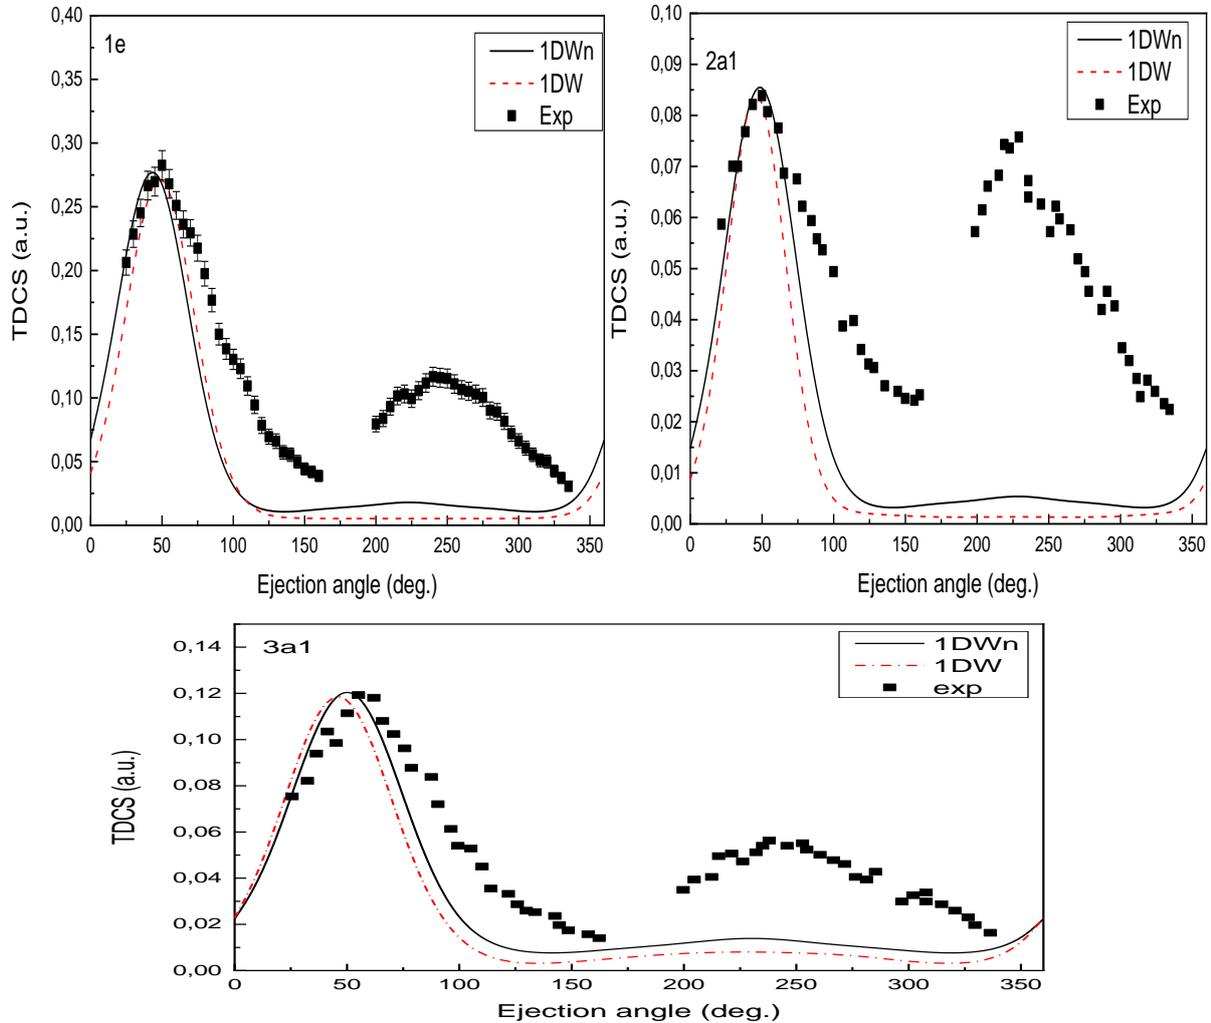 1e
1DWn
1DW
Exp
0,40
0,35
0,30
0,25
0,20
0,15
0,10
0,05
0,00
TDCS (a.u.)
0 50 100 150 200 250 300 350
Ejection angle (deg.)
2a1
1DWn
1DW
Exp
0,10
0,09
0,08
0,07
0,06
0,05
0,04
0,03
0,02
0,01
0,00
TDCS (a.u.)
0 50 100 150 200 250 300 350
Ejection angle (deg.)
3a1
1DWn
1DW
exp
0,14
0,12
0,10
0,08
0,06
0,04
0,02
0,00
TDCS (a.u.)
0 50 100 150 200 250 300 350
Ejection angle (deg.)